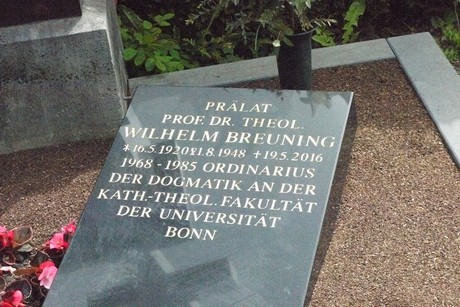 PRÄLAT
PROF. DR. THEOL.
WILHELM BREUNING
*16.5.1920 1.8.1948 +19.5.2016
1968 - 1985 ORDINARIUS
DER DOGMATIK AN DER
KATH.-THEOL. FAKULTÄT
DER UNIVERSITÄT
BONN